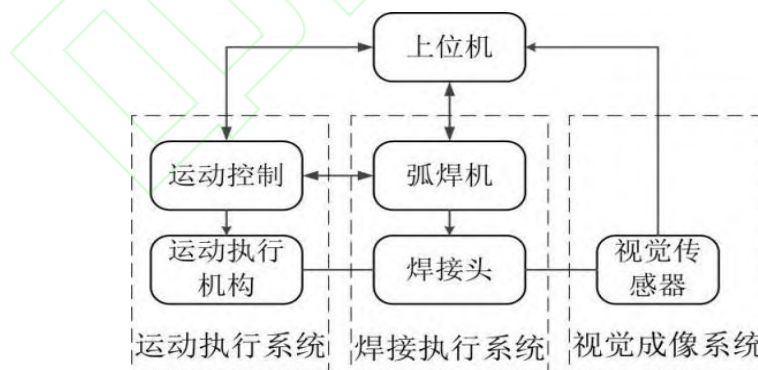 上位机
运动控制
弧焊机
运动执行
机构
焊接头
视觉传
感器
运动执行系统
焊接执行系统
视觉成像系统